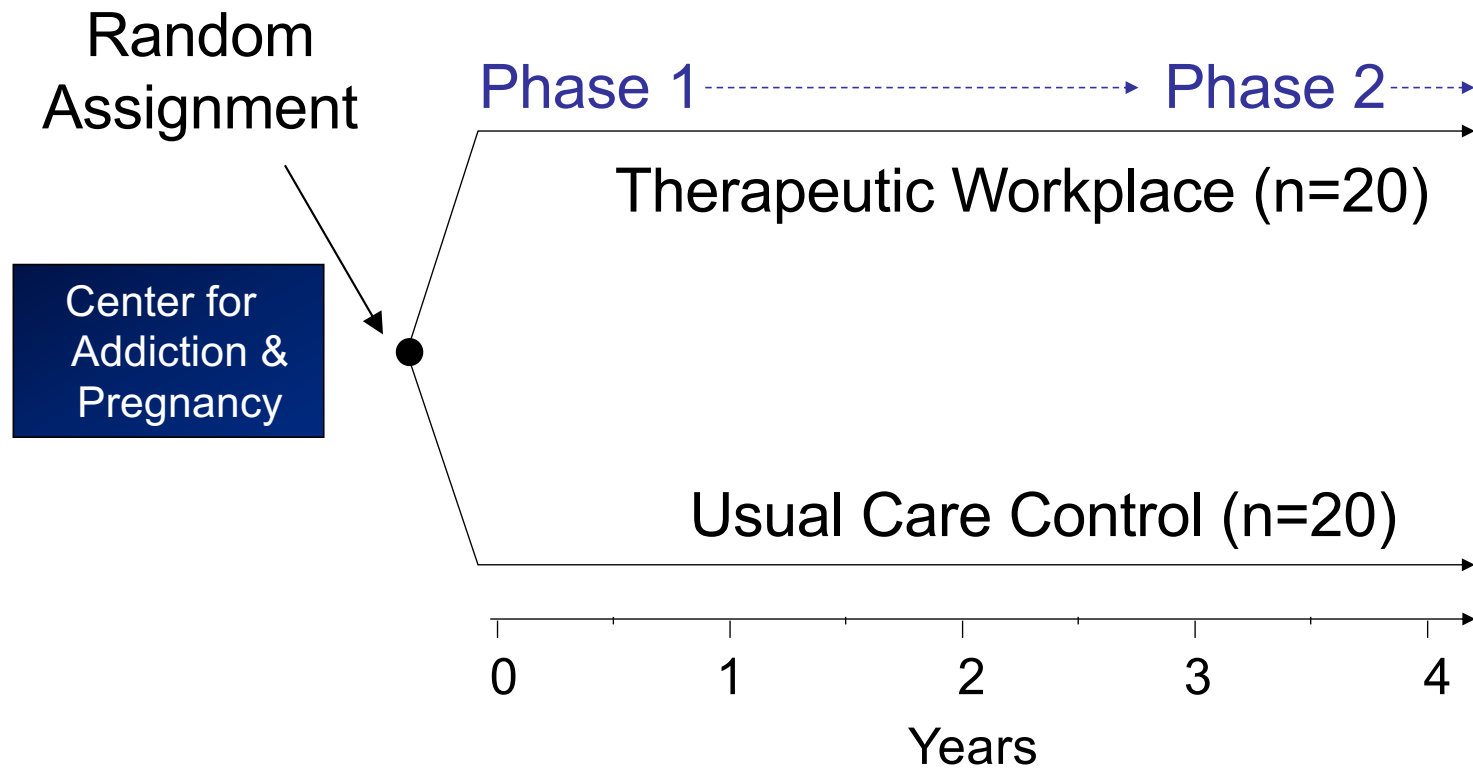 Random
Assignment
Phase 1
Phase 2
Therapeutic Workplace (n=20)
Center for
Addiction &
Pregnancy
Usual Care Control (n=20)
0 1 2 3 4
Years